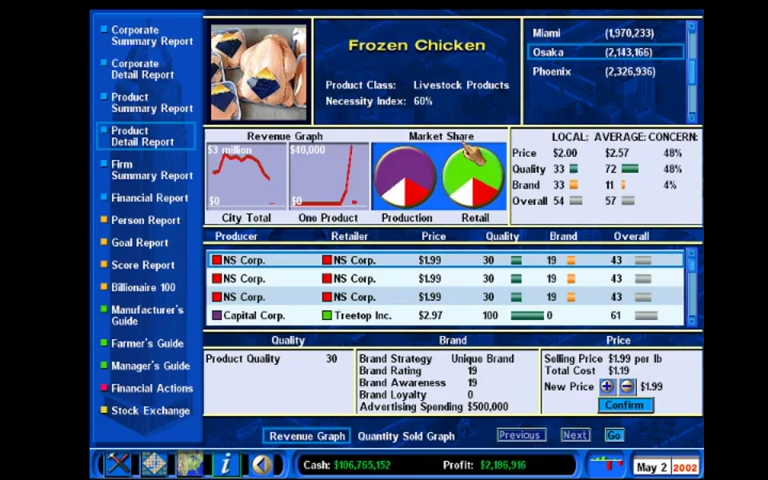 Corporate
Summary Report
Corporate
Detail Report
Product
Summary Report
Product
Detail Report
Firm
Summary Report
Financial Report
Person Report
Goal Report
Score Report
Billionaire 100
Manufacturer's
Guide
Farmer's Guide
Manager's Guide
Financial Actions
Stock Exchange
Frozen Chicken
Product Class: Livestock Products
Necessity Index: 60%
Miami (1,970,233)
Osaka (2,143,166)
Phoenix (2,326,936)
Revenue Graph Market Share
$3 million $40,000
$0 $0
City Total One Product Production Retail
LOCAL: AVERAGE: CONCERN:
Price $2.00 $2.57 48%
Quality 33 72 48%
Brand 33 11 4%
Overall 54 57
Producer Retailer Price Quality Brand Overall
NS Corp. NS Corp. $1.99 30 19 43
NS Corp. NS Corp. $1.99 30 19 43
NS Corp. NS Corp. $1.99 30 19 43
Capital Corp. Treetop Inc. $2.97 100 0 61
Quality Brand Price
Product Quality 30
Brand Strategy Unique Brand
Brand Rating 19
Brand Awareness 19
Brand Loyalty 0
Advertising Spending $500,000
Selling Price $1.99 per lb
Total Cost $1.19
New Price $1.99
Confirm
Revenue Graph Quantity Sold Graph Previous Next Go
Cash: $106,765,152 Profit: $2,186,916 May 2 2002